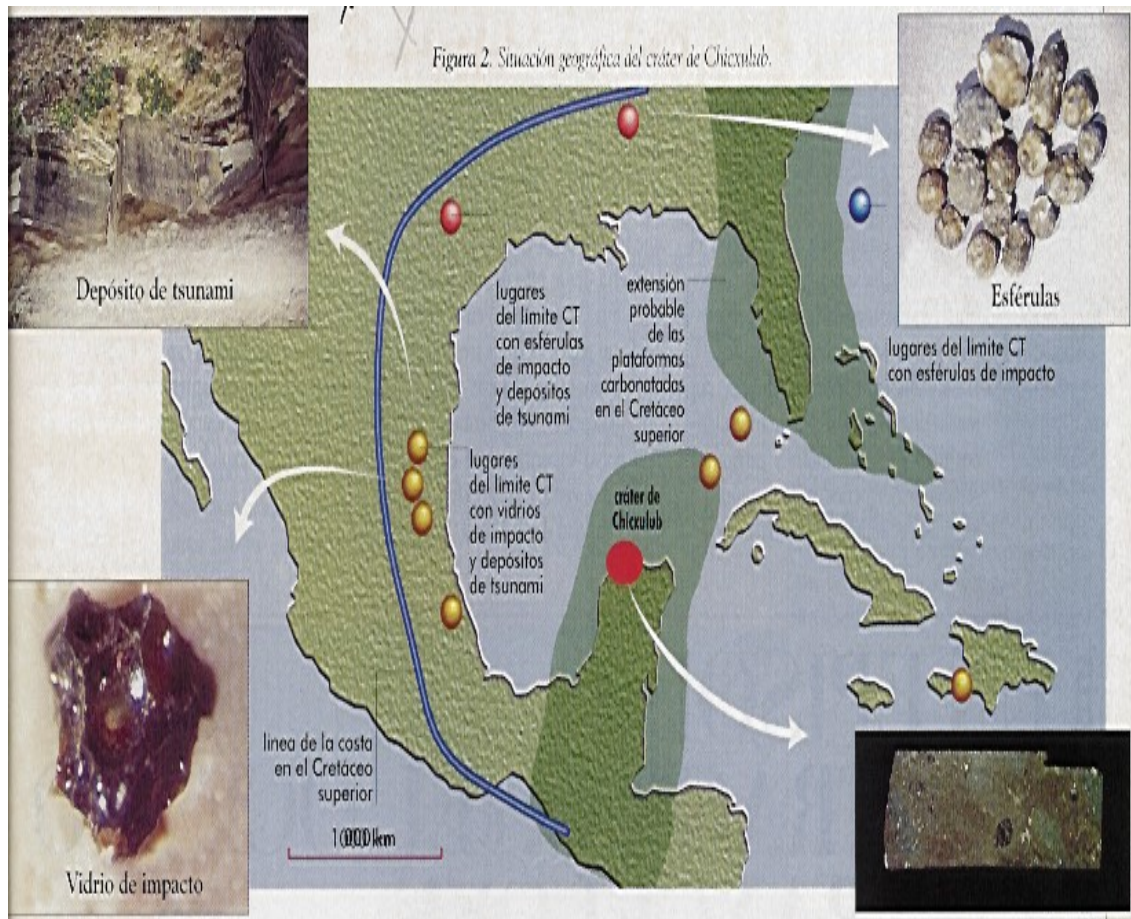 Figura 2. Situación geográfica del cráter de Chicxulub.
Depósito de tsunami
Esférulas
lugares
del límite CT
con esférulas
de impacto
y depósitos
de tsunami
extensión
probable
de las
plataformas
carbonatadas
en el Cretáceo
superior
lugares del límite CT
con esférulas de impacto
lugares
del límite CT
con vidrios
de impacto
y depósitos
de tsunami
cráter de
Chicxulub
línea de la costa
en el Cretáceo
superior
Vidrio de impacto